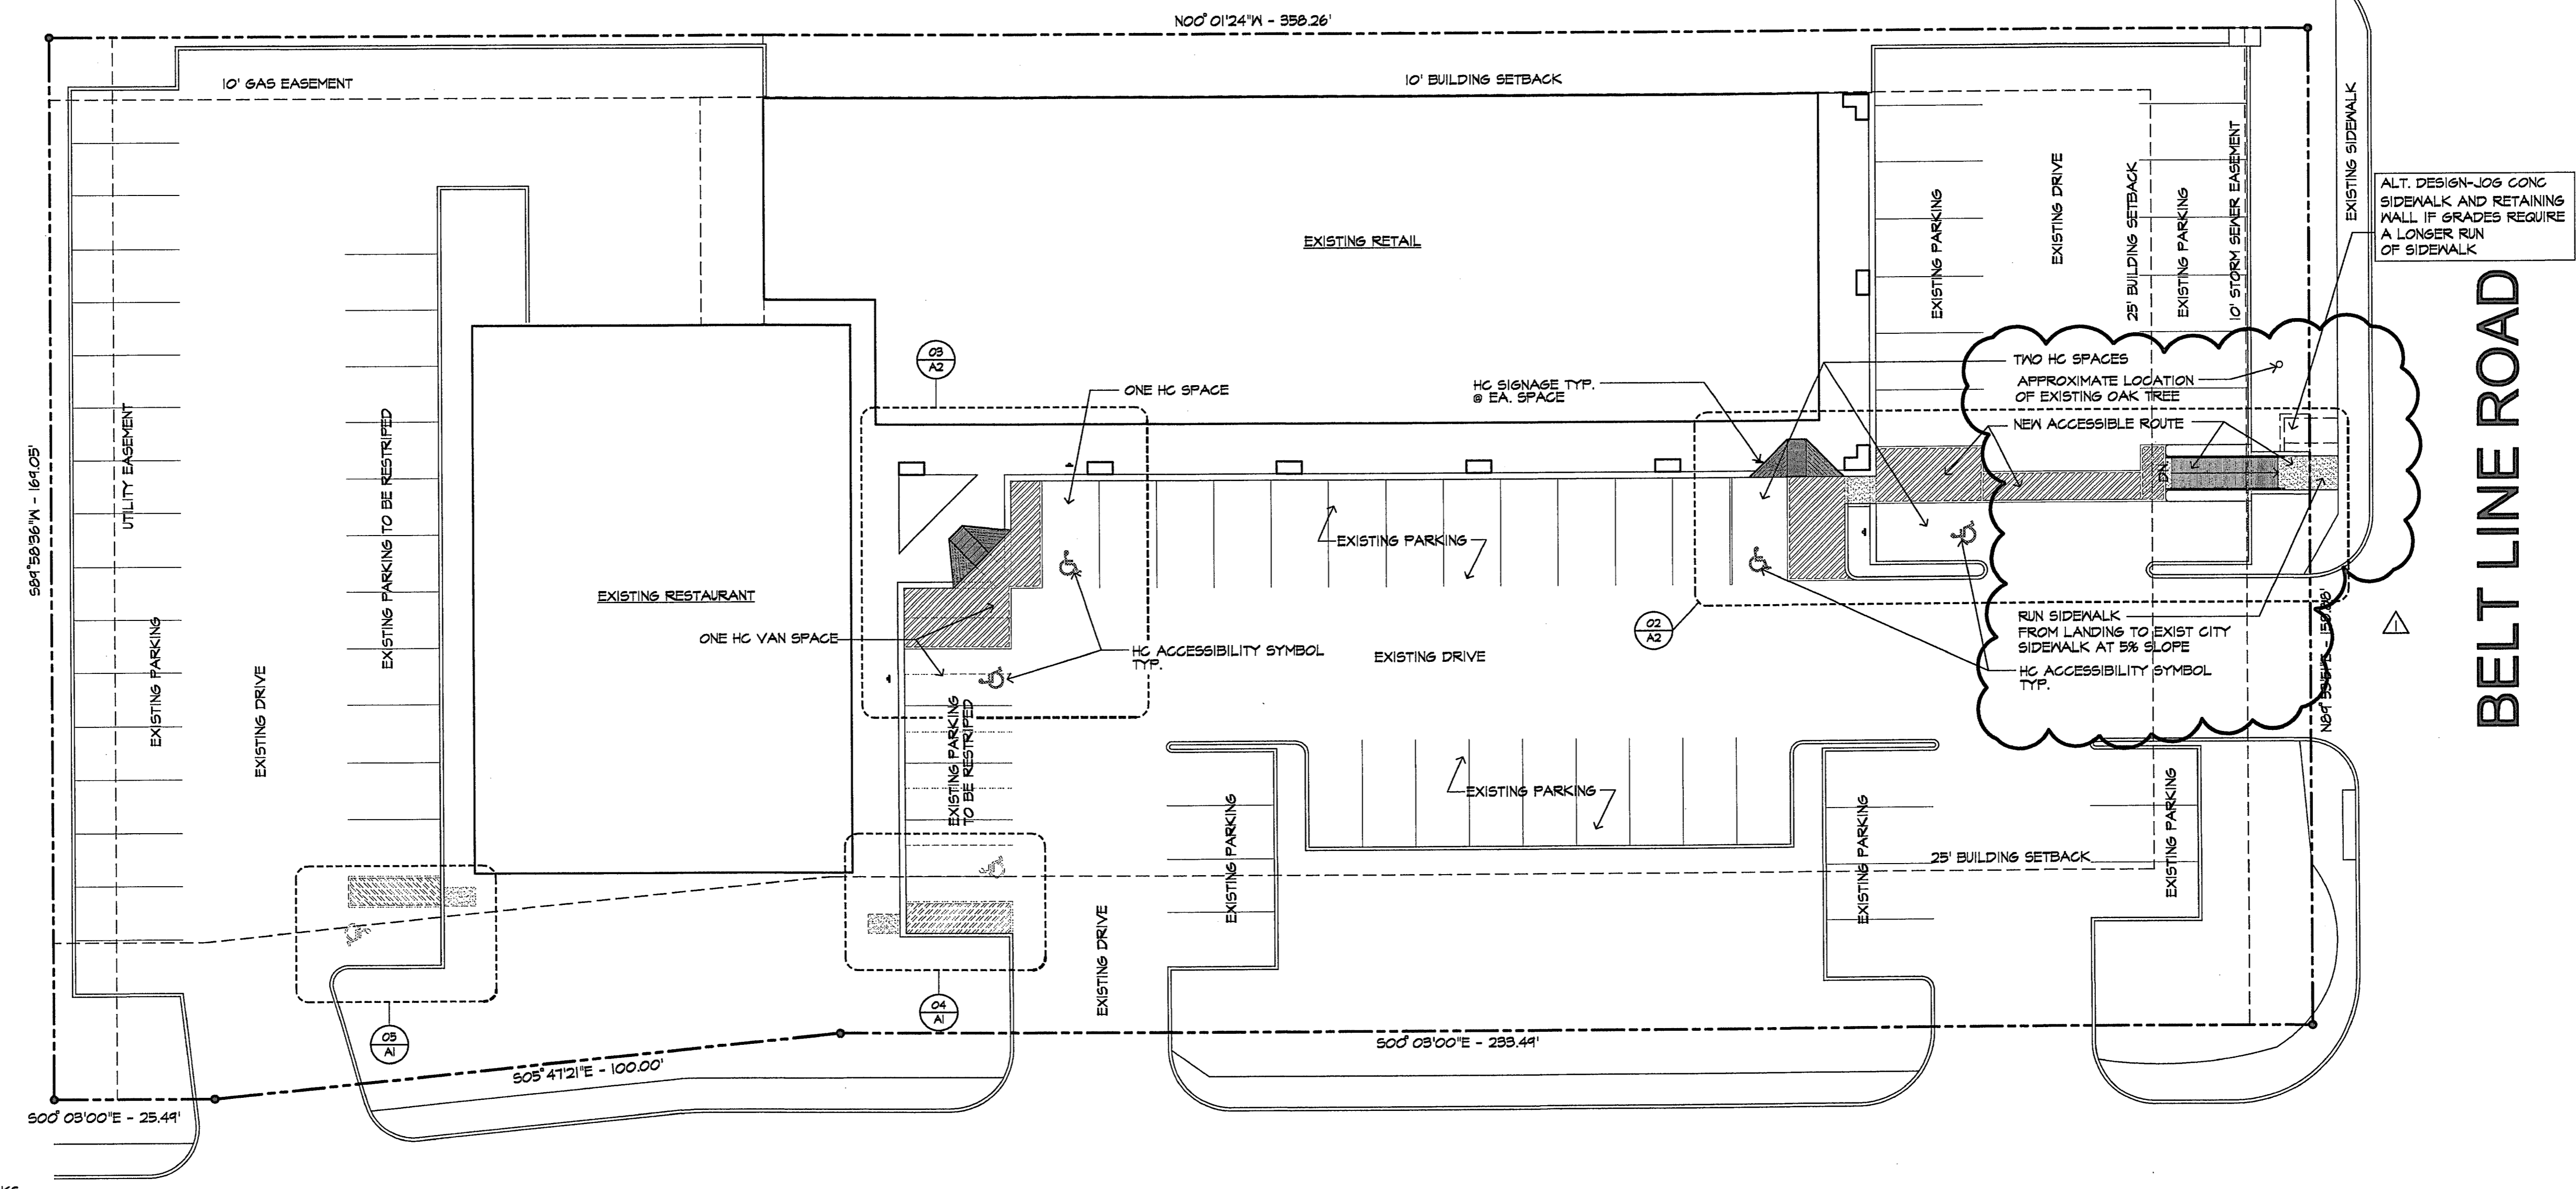 N00° 01'24"W - 358.26'
10' GAS EASEMENT
10' BUILDING SETBACK
EXISTING SIDEWALK
ALT. DESIGN-JOG CONC
SIDEWALK AND RETAINING
WALL IF GRADES REQUIRE
A LONGER RUN
OF SIDEWALK
EXISTING RETAIL
EXISTING PARKING
EXISTING DRIVE
25' BUILDING SETBACK
EXISTING PARKING
10' STORM SEWER EASEMENT
BELT LINE ROAD
03
A2
ONE HC SPACE
HC SIGNAGE TYP.
@ EA. SPACE
TWO HC SPACES
APPROXIMATE LOCATION
OF EXISTING OAK TREE
NEW ACCESSIBLE ROUTE
DN
S89°58'36"W - 169.05'
UTILITY EASEMENT
EXISTING PARKING TO BE RESTRIPED
EXISTING PARKING
EXISTING DRIVE
EXISTING RESTAURANT
EXISTING PARKING
ONE HC VAN SPACE
HC ACCESSIBILITY SYMBOL
TYP.
02
A2
EXISTING DRIVE
RUN SIDEWALK
FROM LANDING TO EXIST CITY
SIDEWALK AT 5% SLOPE
HC ACCESSIBILITY SYMBOL
TYP.
1
EXISTING PARKING
TO BE RESTRIPED
EXISTING PARKING
EXISTING PARKING
EXISTING PARKING
25' BUILDING SETBACK
EXISTING PARKING
EXISTING DRIVE
04
A1
05
A1
S05°47'21"E - 100.00'
S00° 03'00"E - 233.49'
S00° 03'00"E - 25.49'